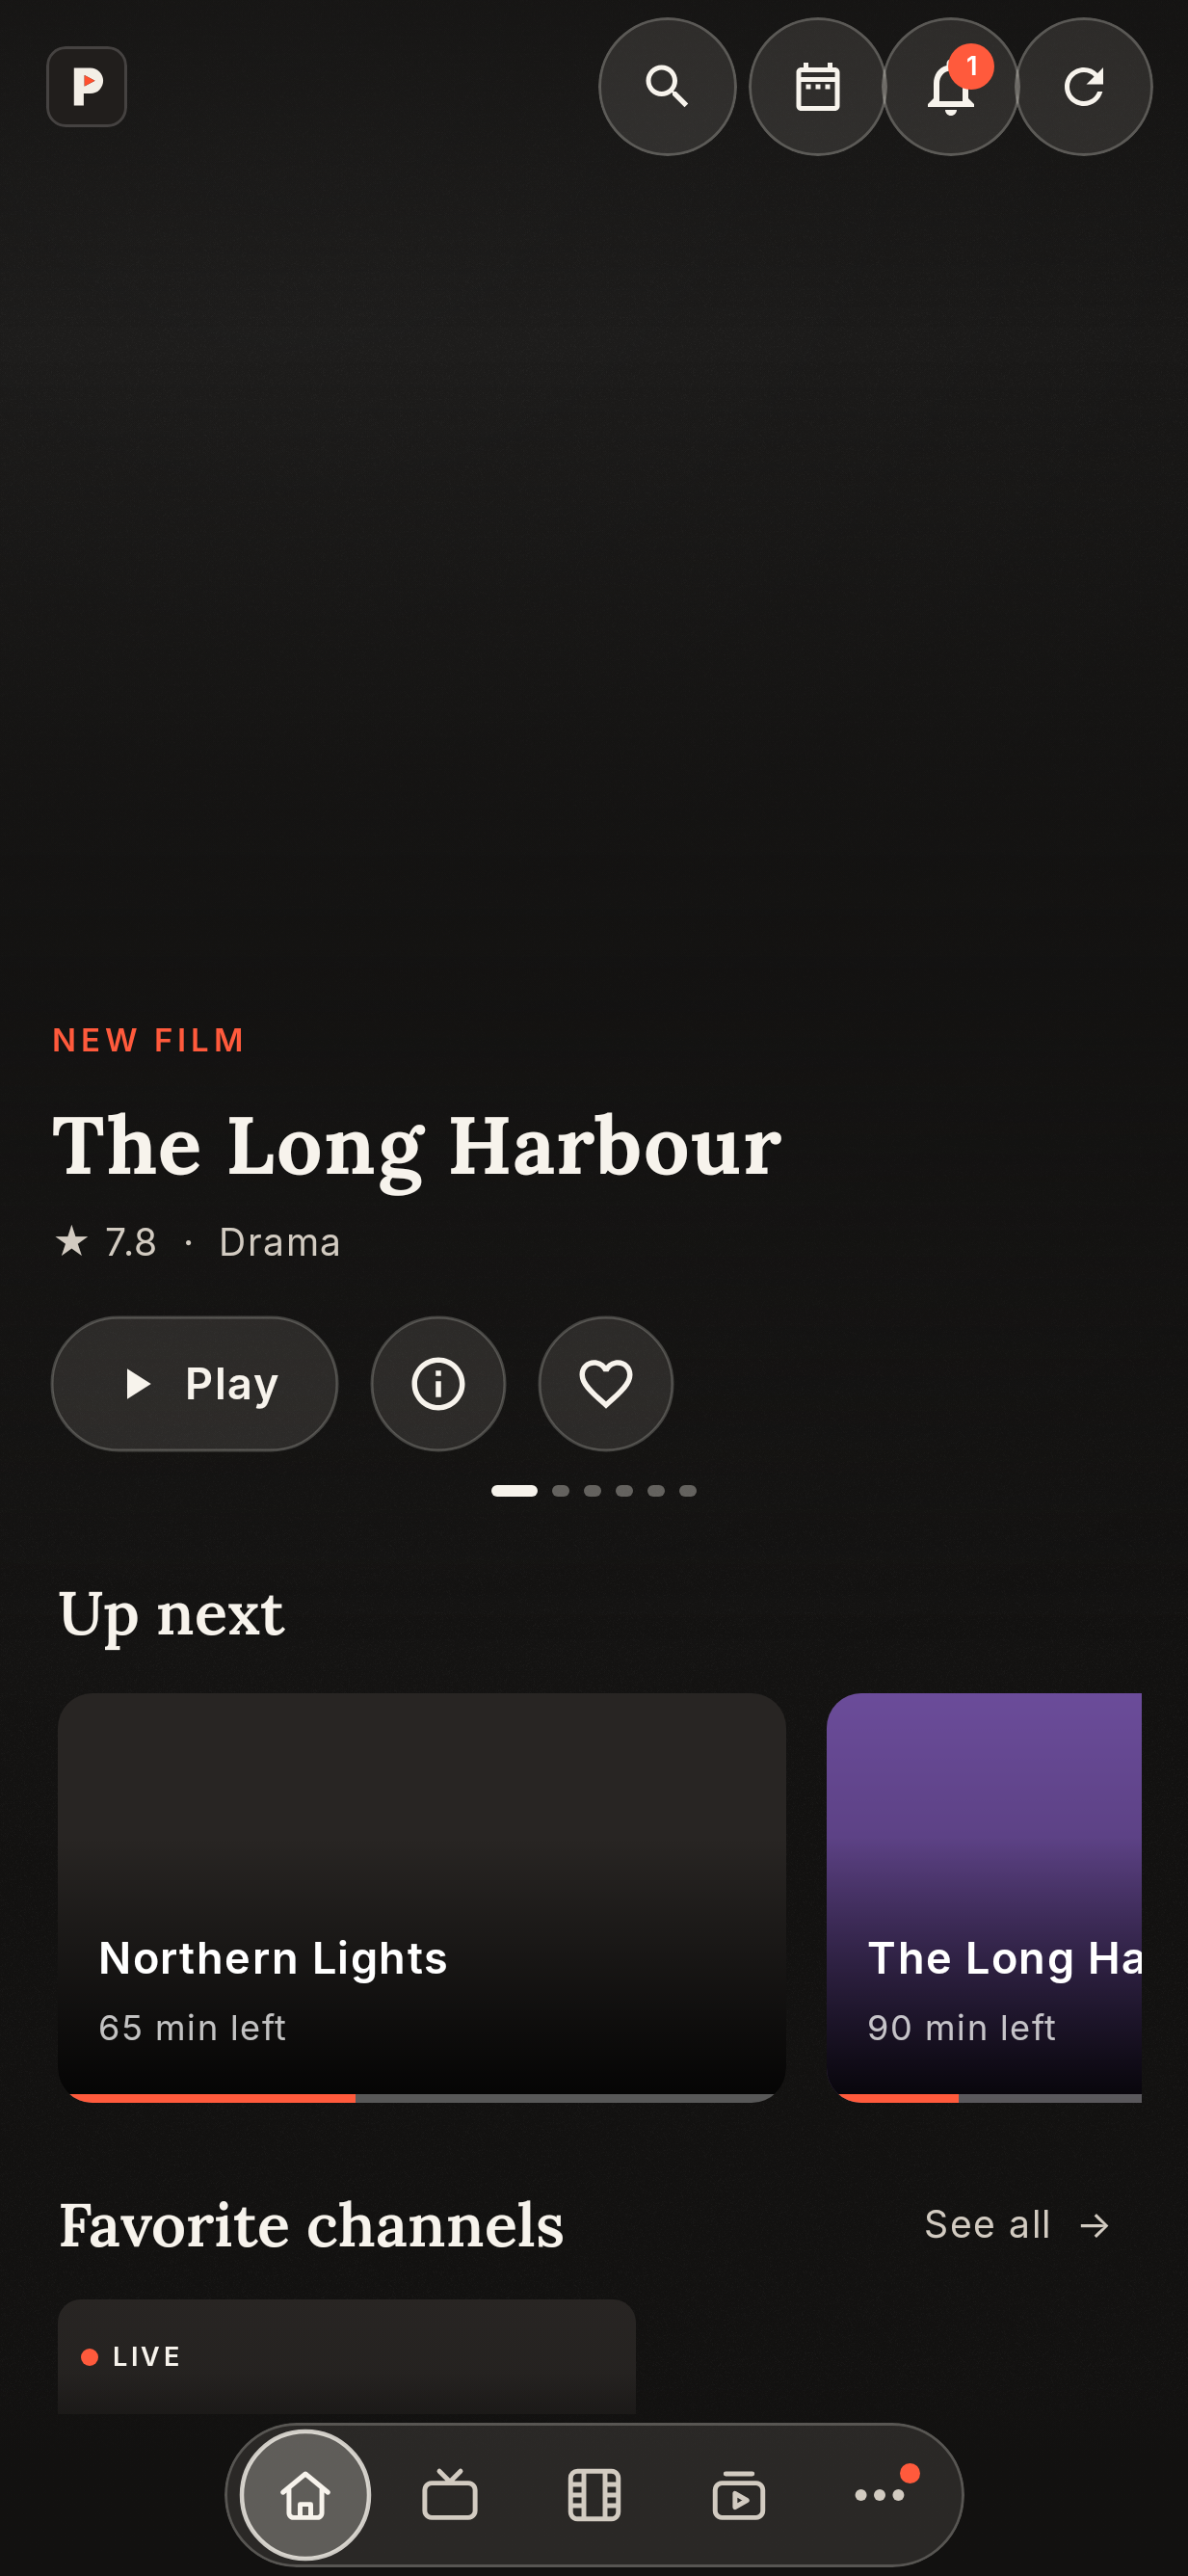 P
1
NEW FILM
The Long Harbour
★ 7.8 · Drama
Play
Up next
Northern Lights
65 min left
The Long Ha
90 min left
Favorite channels
See all →
LIVE